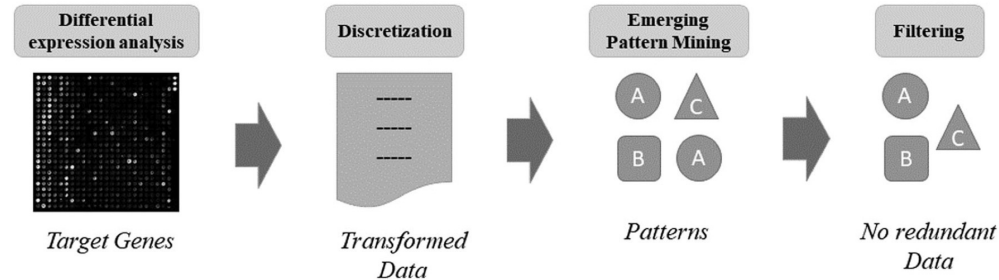 Differential
expression analysis
Discretization
Emerging
Pattern Mining
Filtering
A
C
B
A
A
C
B
-----
-----
-----
Target Genes
Transformed
Data
Patterns
No redundant
Data